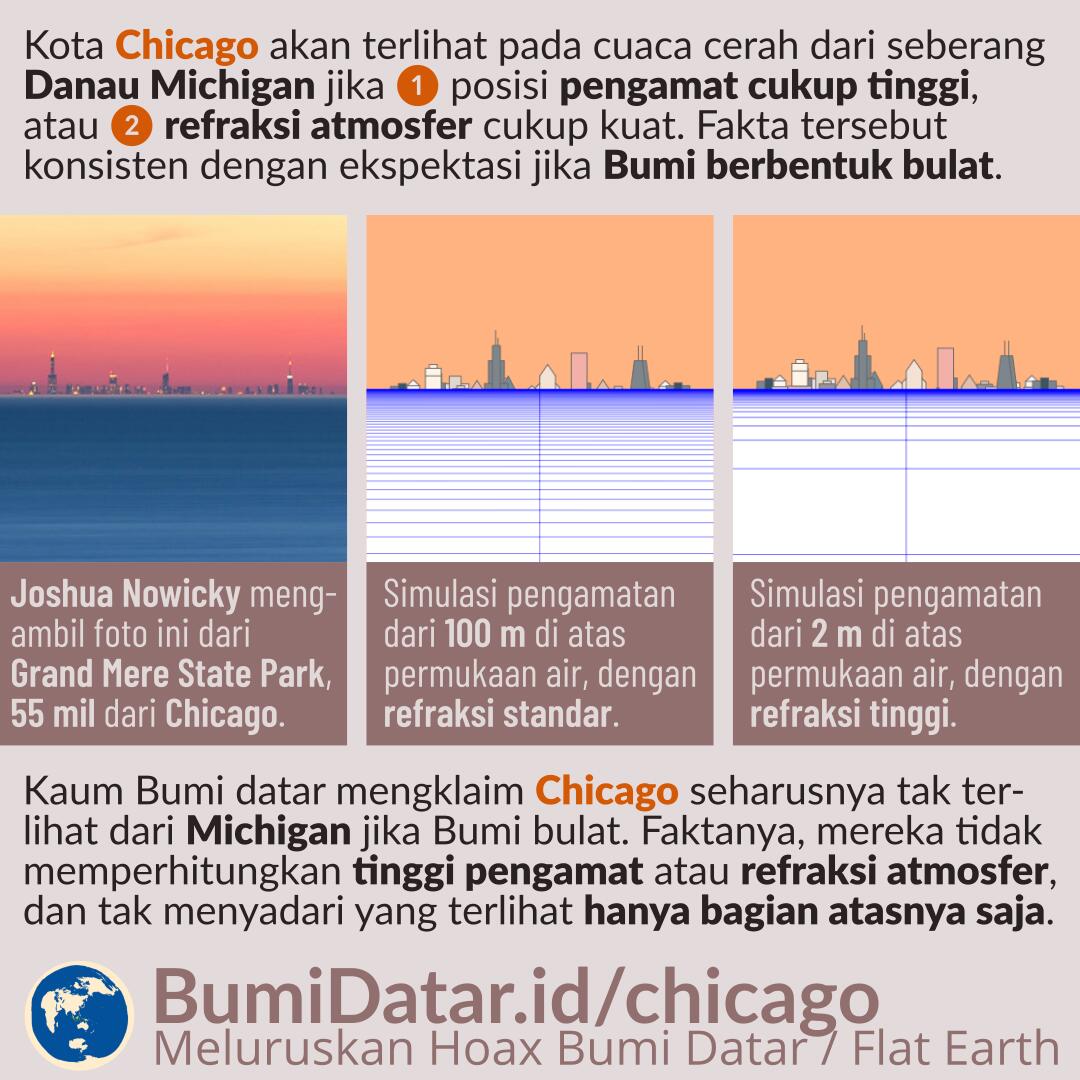 Kota Chicago akan terlihat pada cuaca cerah dari seberang
Danau Michigan jika 1 posisi pengamat cukup tinggi,
atau 2 refraksi atmosfer cukup kuat. Fakta tersebut
konsisten dengan ekspektasi jika Bumi berbentuk bulat.
Joshua Nowicky meng-
ambil foto ini dari
Grand Mere State Park,
55 mil dari Chicago.
Simulasi pengamatan
dari 100 m di atas
permukaan air, dengan
refraksi standar.
Simulasi pengamatan
dari 2 m di atas
permukaan air, dengan
refraksi tinggi.
Kaum Bumi datar mengklaim Chicago seharusnya tak ter-
lihat dari Michigan jika Bumi bulat. Faktanya, mereka tidak
memperhitungkan tinggi pengamat atau refraksi atmosfer,
dan tak menyadari yang terlihat hanya bagian atasnya saja.
BumiDatar.id/chicago
Meluruskan Hoax Bumi Datar / Flat Earth